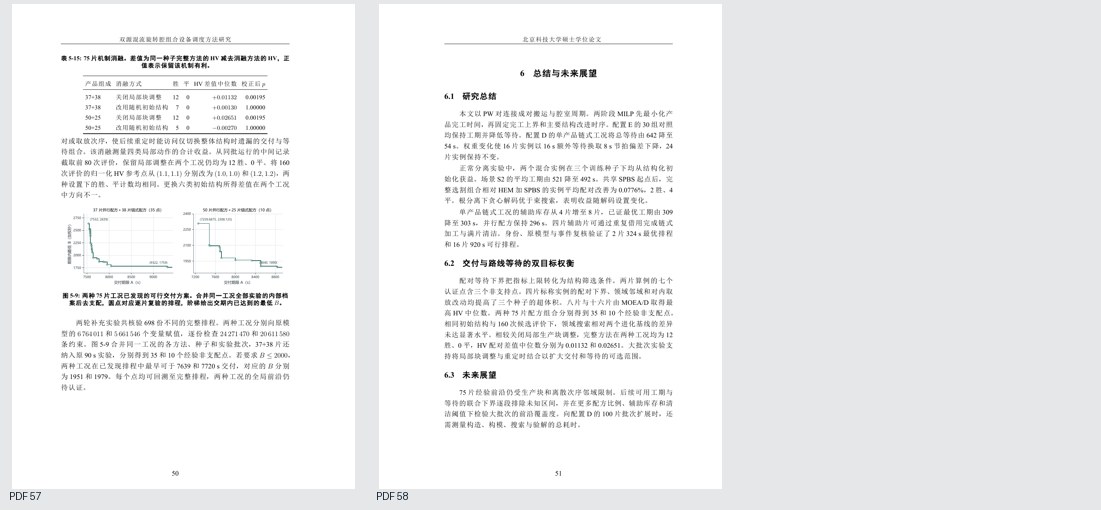 双源混流旋转腔组合设备调度方法研究
表 5-15: 75 片机制消融。差值为同一种子完整方法的 HV 减去消融方法的 HV，正
值表示保留该机制有利。
产品组成 消融方式 胜 平 HV 差值中位数 校正后 p
37+38 关闭局部块调整 12 0 +0.01132 0.00195
37+38 改用随机初始结构 7 0 +0.00130 1.00000
50+25 关闭局部块调整 12 0 +0.02651 0.00195
50+25 改用随机初始结构 5 0 −0.00270 1.00000
对或取放次序，使后续重定时能访问仅切换整体结构时遗漏的交付与等
待组合。该消融测量四类局部动作的合计收益。从同批运行的中间记录
截取前 80 次评价，保留局部调整在两个工况仍均为 12 胜、0 平。将 160
次评价的归一化 HV 参考点从 (1.1, 1.1) 分别改为 (1.0, 1.0) 和 (1.2, 1.2)，两
种设置下的胜、平计数均相同。更换六类初始结构所得差值在两个工况
中方向不一。
37 片并行配方 + 38 片链式配方 (35 点)
50 片并行配方 + 25 片链式配方 (10 点)
交付期限 A (s)
交付期限 A (s)
图 5-9: 两种 75 片工况已发现的可行交付方案。合并同一工况全部实验的内部档
案后去支配，圆点对应逐片复验的排程，阶梯给出交期内已达到的最低 B。
两轮补充实验共核验 698 份不同的完整排程。两种工况分别向原模
型的 6 764 011 和 5 661 546 个变量赋值，逐份检查 24 271 470 和 20 611 580
条约束。图 5-9 合并同一工况的各方法、种子和实验批次，37+38 片还
纳入原 90 s 实验，分别得到 35 和 10 个经验非支配点。若要求 B ≤ 2000，
两种工况在已发现排程中最早可于 7639 和 7720 s 交付，对应的 B 分别
为 1951 和 1979。每个点均可回溯至完整排程，两种工况的全局前沿仍
待认证。
50
PDF 57
北京科技大学硕士学位论文
6 总结与未来展望
6.1 研究总结
本文以 PW 对连接成对搬运与腔室周期。两阶段 MILP 先最小化产
品完工时间，再固定完工上界和主要结构改进时序。配置 E 的 30 组对照
均保持工期并降低等待。配置 D 的单产品链式工况将总等待由 642 降至
54 s。权重变化使 16 片实例以 16 s 额外等待换取 8 s 节拍偏差下降，24
片实例保持不变。
正常分离实验中，两个混合实例在三个训练种子下均从结构化初
始化获益。场景 S2 的平均工期由 521 降至 492 s。共享 SPBS 起点后，完
整选别组合相对 HEM 加 SPBS 的实例平均配对改善为 0.0776%，2 胜、4
平。根分离下贪心解码优于束搜索，表明收益随解码设置变化。
单产品链式工况的辅助库存从 4 片增至 8 片，已证最优工期由 309
降至 303 s，并行配方保持 296 s。四片辅助片可通过重复借用完成链式
加工与满片清洁。身份、原模型与事件复核验证了 2 片 324 s 最优排程
和 16 片 920 s 可行排程。
6.2 交付与路线等待的双目标权衡
配对等待下界把指标上限转化为结构筛选条件。两片算例的七个
认证点含三个非支持点。四片标称实例的配对下界、领域邻域和对内取
放改动均提高了三个种子的超体积。八片与十六片由 MOEA/D 取得最
高 HV 中位数。两种 75 片配方组合分别得到 35 和 10 个经验非支配点。
相同初始结构与 160 次候选评价下，领域搜索相对两个进化基线的差异
未达显著水平。相较关闭局部生产块调整，完整方法在两种工况均为 12
胜、0 平，HV 配对差值中位数分别为 0.01132 和 0.02651。大批次实验支
持将局部块调整与重定时结合以扩大交付和等待的可选范围。
6.3 未来展望
75 片经验前沿仍受生产块和离散次序邻域限制。后续可用工期与
等待的联合下界逐段排除未知区间，并在更多配方比例、辅助库存和清
洁阈值下检验大批次的前沿覆盖度。向配置 D 的 100 片批次扩展时，还
需测量构造、构模、搜索与验解的总耗时。
51
PDF 58